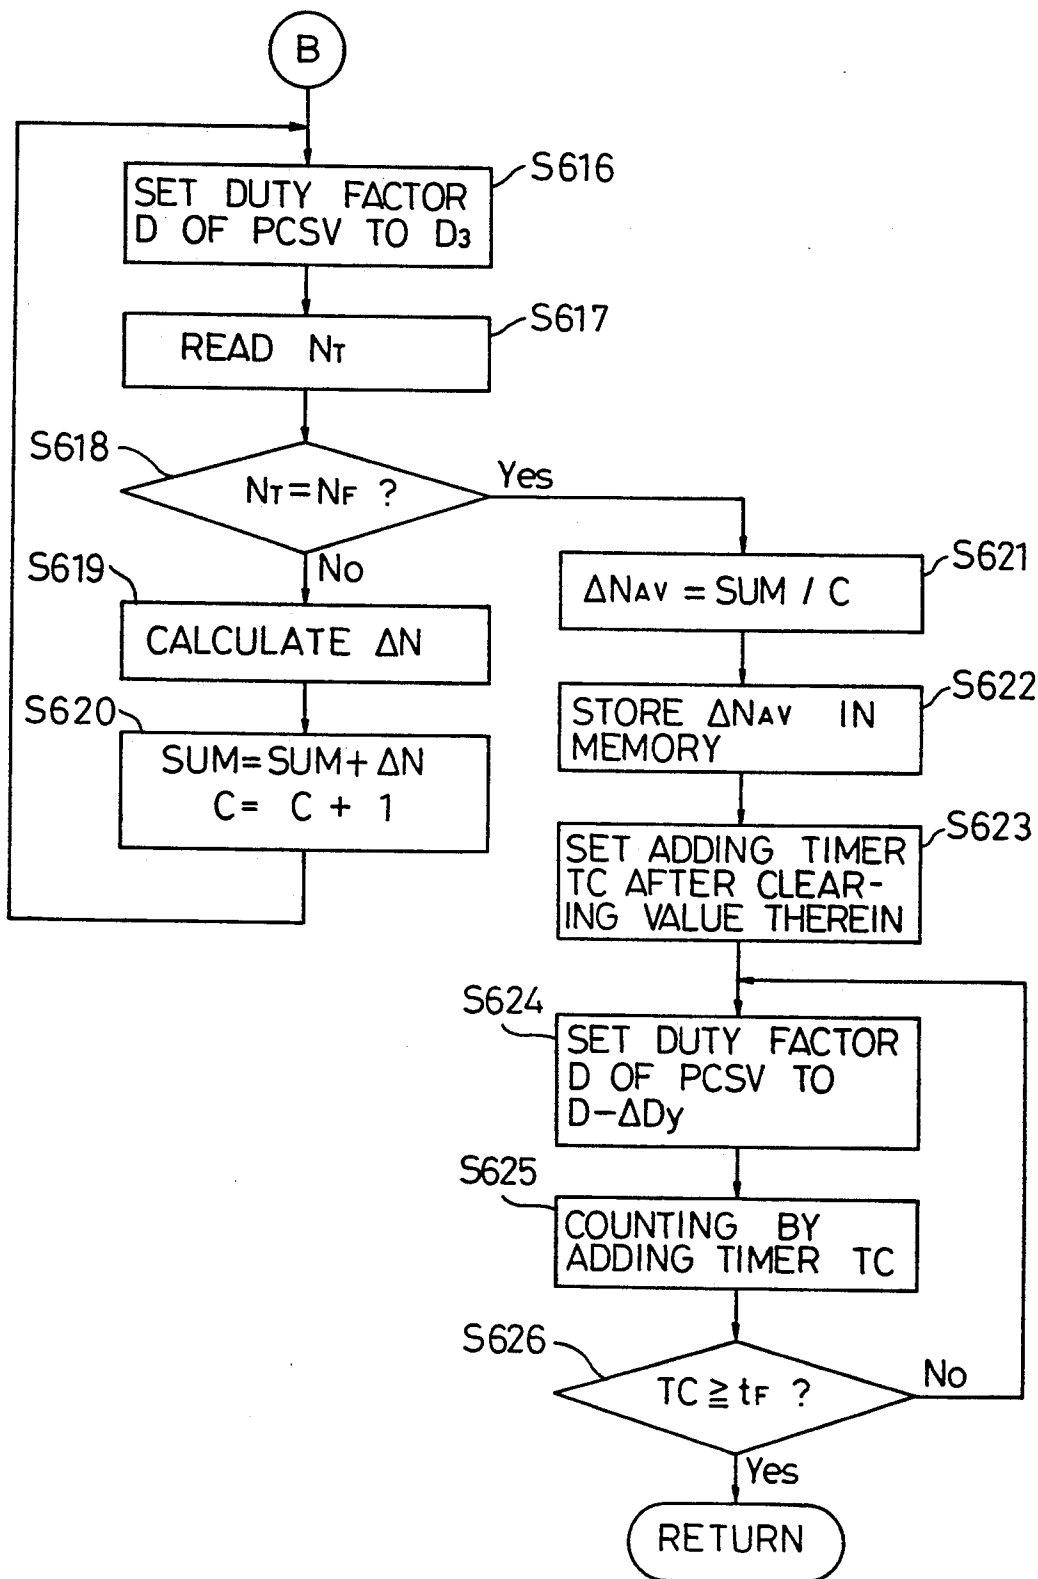 B
S616
SET DUTY FACTOR
D OF PCSV TO D3
S617
READ NT
S618
NT=NF ?
Yes
No
S619
CALCULATE ΔN
S620
SUM=SUM+ΔN
C= C + 1
S621
ΔNAV = SUM / C
S622
STORE ΔNAV IN
MEMORY
S623
SET ADDING TIMER
TC AFTER CLEAR-
ING VALUE THEREIN
S624
SET DUTY FACTOR
D OF PCSV TO
D-ΔDy
S625
COUNTING BY
ADDING TIMER TC
S626
TC ≧ tF ?
No
Yes
RETURN